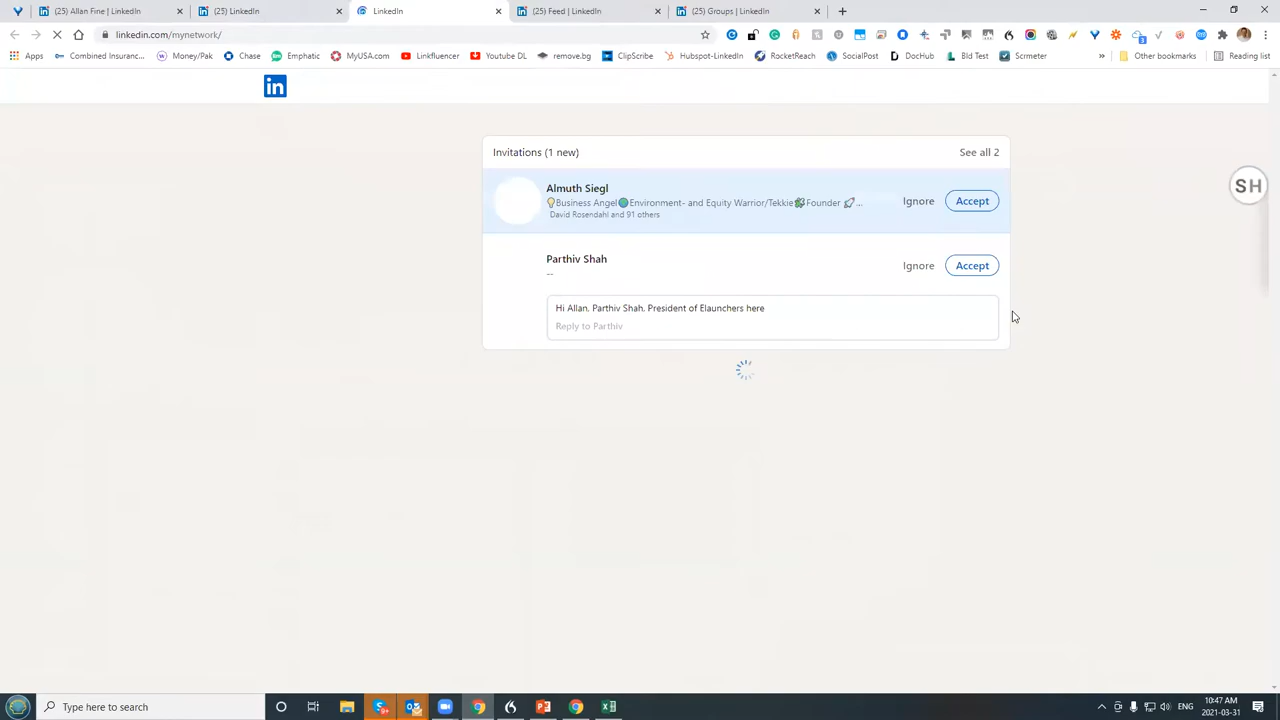 (25) Allan Fine | LinkedIn
(25) LinkedIn
LinkedIn
(25) Feed | LinkedIn
(25) Groups | LinkedIn
linkedin.com/mynetwork/
Apps
Combined Insuranc...
Money/Pak
Chase
Emphatic
MyUSA.com
Linkfluencer
Youtube DL
remove.bg
ClipScribe
Hubspot-LinkedIn
RocketReach
SocialPost
DocHub
Bld Test
Scrmeter
»
Other bookmarks
Reading list
in
Invitations (1 new)
See all 2
SH
Almuth Siegl
Business Angel Environment- and Equity Warrior/Tekkie Founder ...
David Rosendahl and 91 others
Ignore
Accept
Parthiv Shah
--
Ignore
Accept
Hi Allan, Parthiv Shah, President of Elaunchers here
Reply to Parthiv
Type here to search
ENG
10:47 AM
2021-03-31